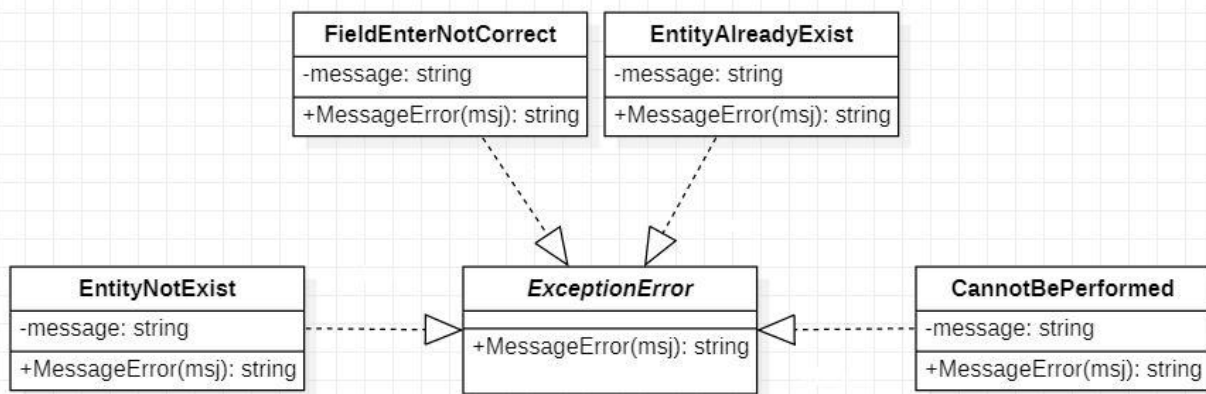 FieldEnterNotCorrect
-message: string
+MessageError(msj): string
EntityAlreadyExist
-message: string
+MessageError(msj): string
EntityNotExist
-message: string
+MessageError(msj): string
ExceptionError
+MessageError(msj): string
CannotBePerformed
-message: string
+MessageError(msj): string